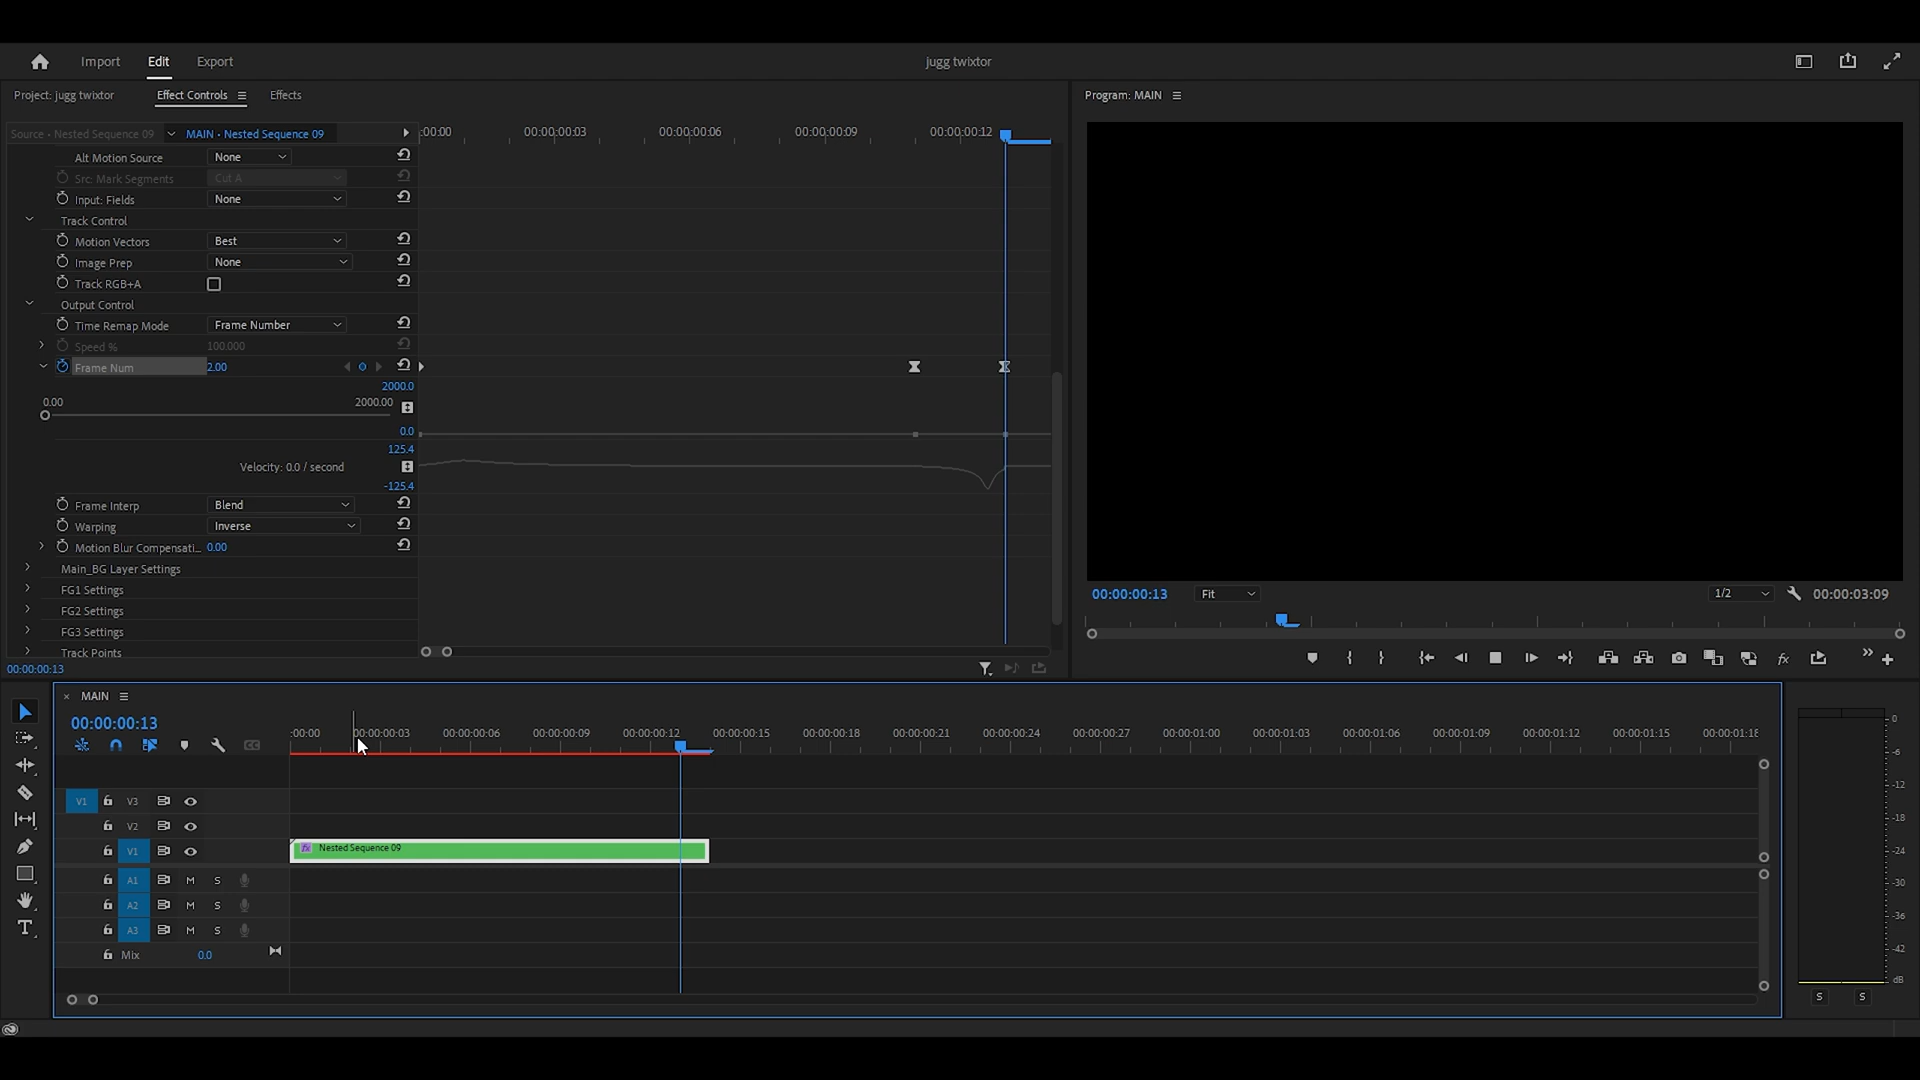 Import Edit Export jugg twixtor
Project: jugg twixtor Effect Controls Effects Program: MAIN
Source • Nested Sequence 09 MAIN • Nested Sequence 09 :00:00 00:00:00:03 00:00:00:06 00:00:00:09 00:00:00:12
Alt Motion Source None
Src: Mark Segments Cut A
Input: Fields None
Track Control
Motion Vectors Best
Image Prep None
Track RGB+A
Output Control
Time Remap Mode Frame Number
Speed % 100.000
Frame Num 2.00
2000.0
0.00 2000.00
0.0
125.4
Velocity: 0.0 / second
-125.4
Frame Interp Blend
Warping Inverse
Motion Blur Compensati... 0.00
Main_BG Layer Settings
FG1 Settings
FG2 Settings
FG3 Settings
Track Points
00:00:00:13
00:00:00:13 Fit 1/2 00:00:03:09
× MAIN
00:00:00:13
:00:00 00:00:00:03 00:00:00:06 00:00:00:09 00:00:00:12 00:00:00:15 00:00:00:18 00:00:00:21 00:00:00:24 00:00:00:27 00:00:01:00 00:00:01:03 00:00:01:06 00:00:01:09 00:00:01:12 00:00:01:15 00:00:01:18
CC
V1 V3
V2
V1 fx Nested Sequence 09
A1 M S
A2 M S
A3 M S
Mix 0.0
0
-6
-12
-18
-24
-30
-36
-42
dB
S S